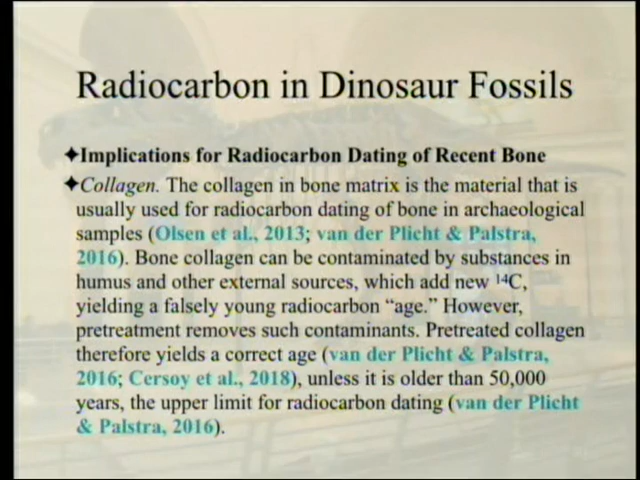 Radiocarbon in Dinosaur Fossils
✦Implications for Radiocarbon Dating of Recent Bone
✦Collagen. The collagen in bone matrix is the material that is
usually used for radiocarbon dating of bone in archaeological
samples (Olsen et al., 2013; van der Plicht & Palstra,
2016). Bone collagen can be contaminated by substances in
humus and other external sources, which add new ¹⁴C,
yielding a falsely young radiocarbon “age.” However,
pretreatment removes such contaminants. Pretreated collagen
therefore yields a correct age (van der Plicht & Palstra,
2016; Cersoy et al., 2018), unless it is older than 50,000
years, the upper limit for radiocarbon dating (van der Plicht
& Palstra, 2016).